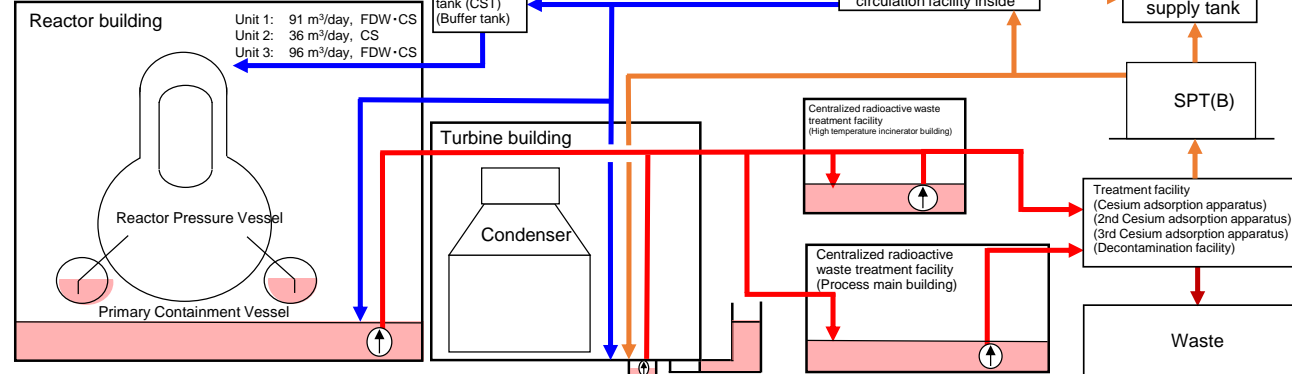 Reactor building
Unit 1: 91 m³/day, FDW・CS
Unit 2: 36 m³/day, CS
Unit 3: 96 m³/day, FDW・CS
tank (CST)
(Buffer tank)
circulation facility inside
supply tank
SPT(B)
Centralized radioactive waste
treatment facility
(High temperature incinerator building)
Turbine building
Condenser
Reactor Pressure Vessel
Primary Containment Vessel
Treatment facility
(Cesium adsorption apparatus)
(2nd Cesium adsorption apparatus)
(3rd Cesium adsorption apparatus)
(Decontamination facility)
Centralized radioactive
waste treatment facility
(Process main building)
Waste